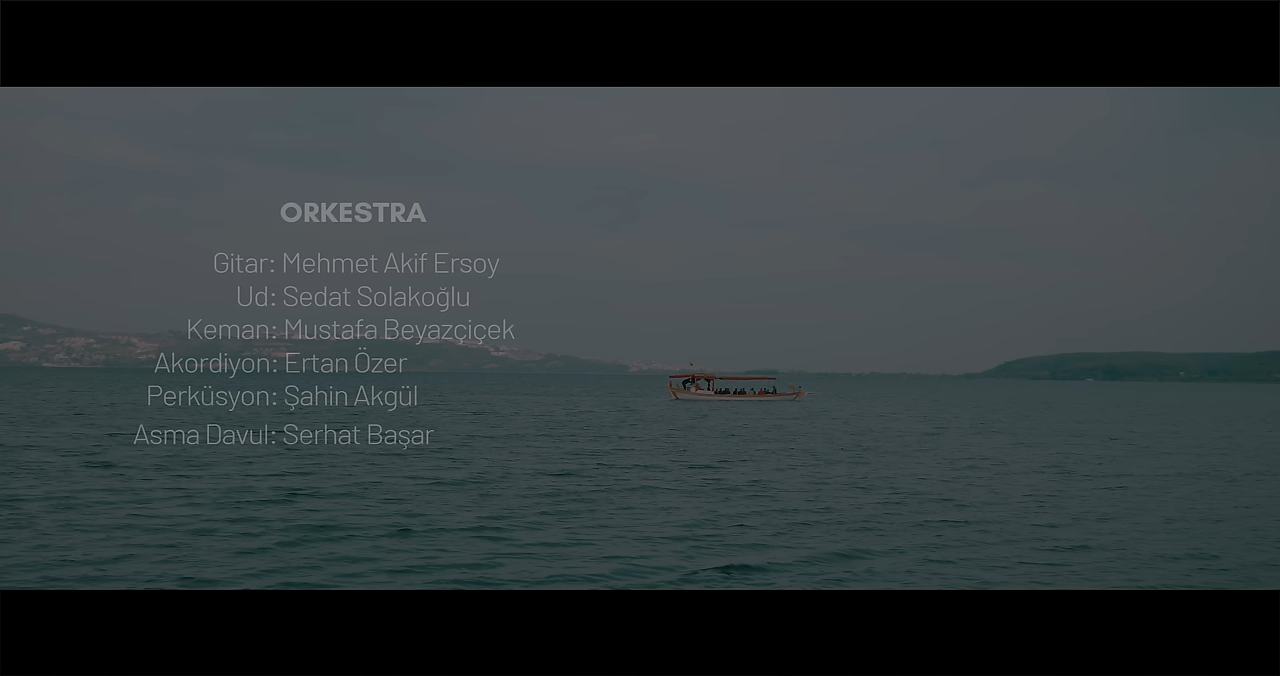 ORKESTRA
Gitar: Mehmet Akif Ersoy
Ud: Sedat Solakoğlu
Keman: Mustafa Beyazçiçek
Akordiyon: Ertan Özer
Perküsyon: Şahin Akgül
Asma Davul: Serhat Başar